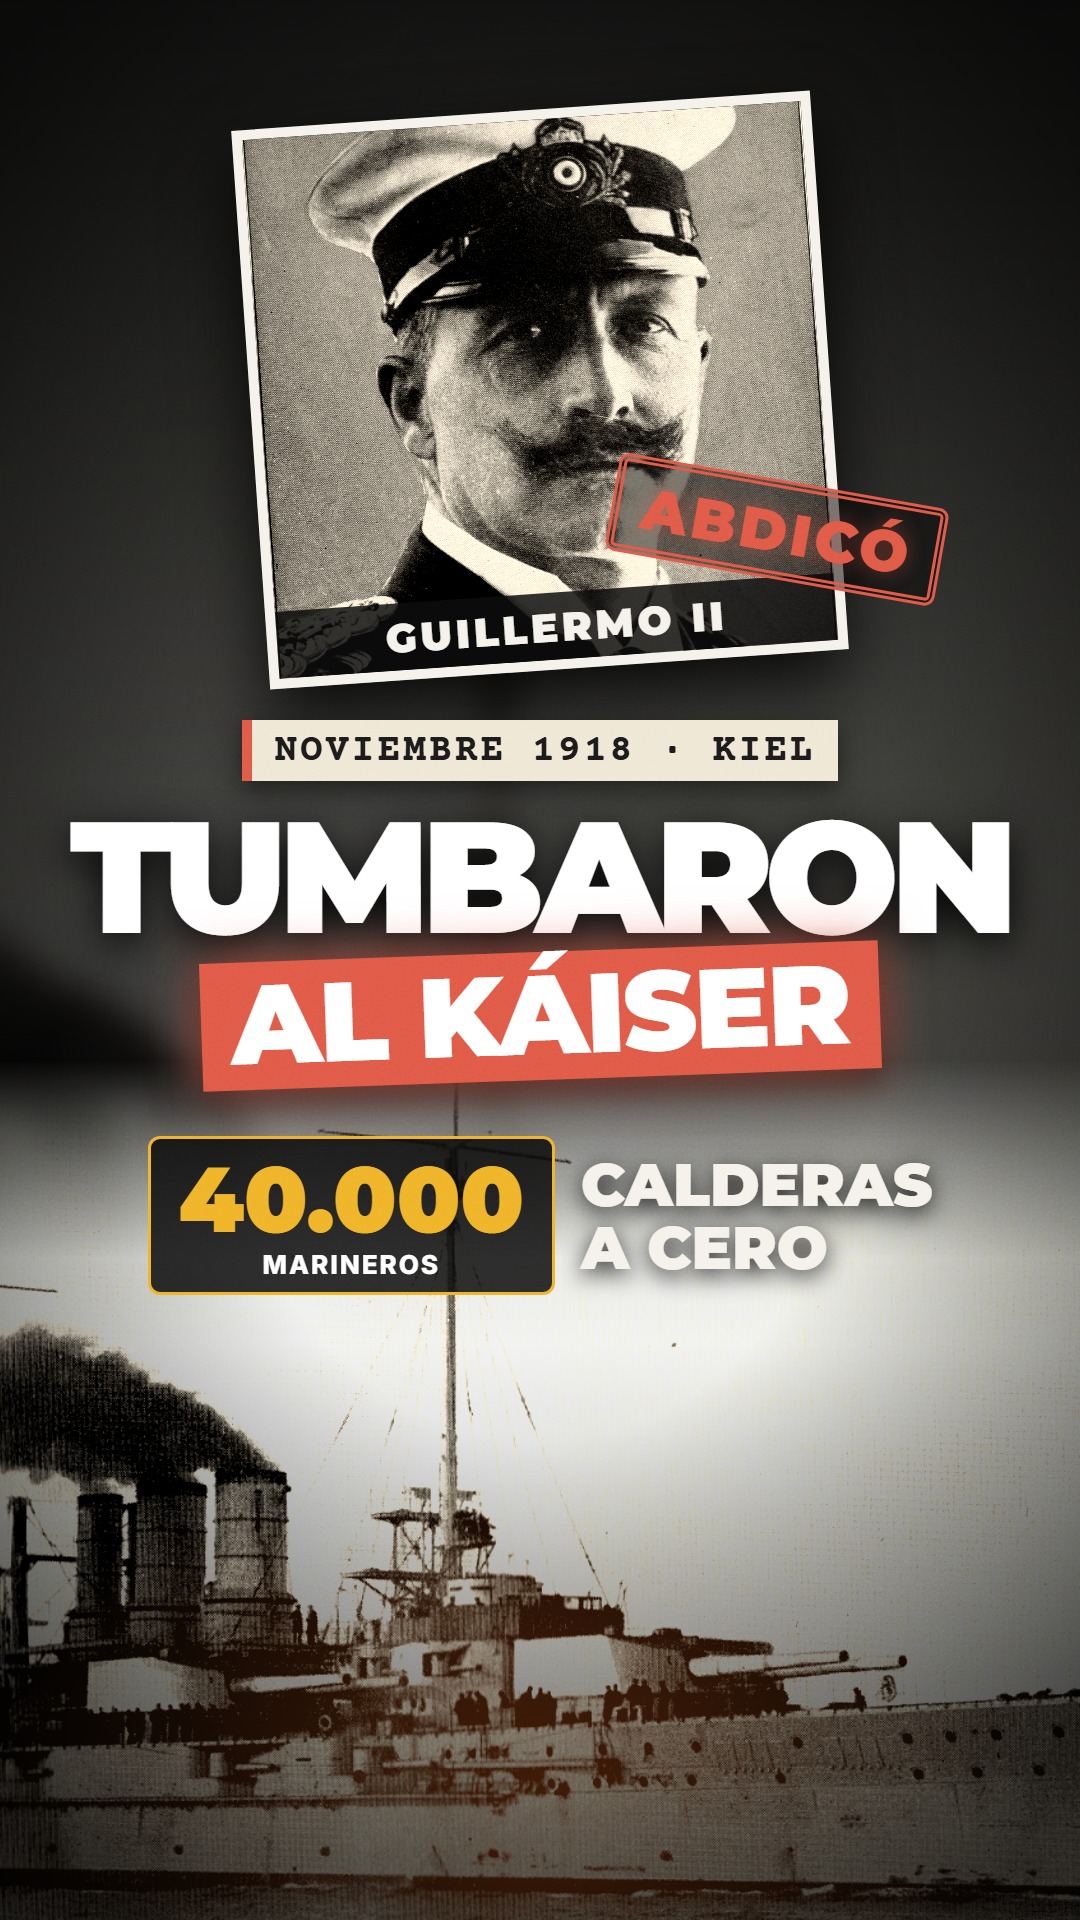 GUILLERMO II
ABDICÓ
NOVIEMBRE 1918 · KIEL
TUMBARON
AL KÁISER
40.000
MARINEROS
CALDERAS
A CERO